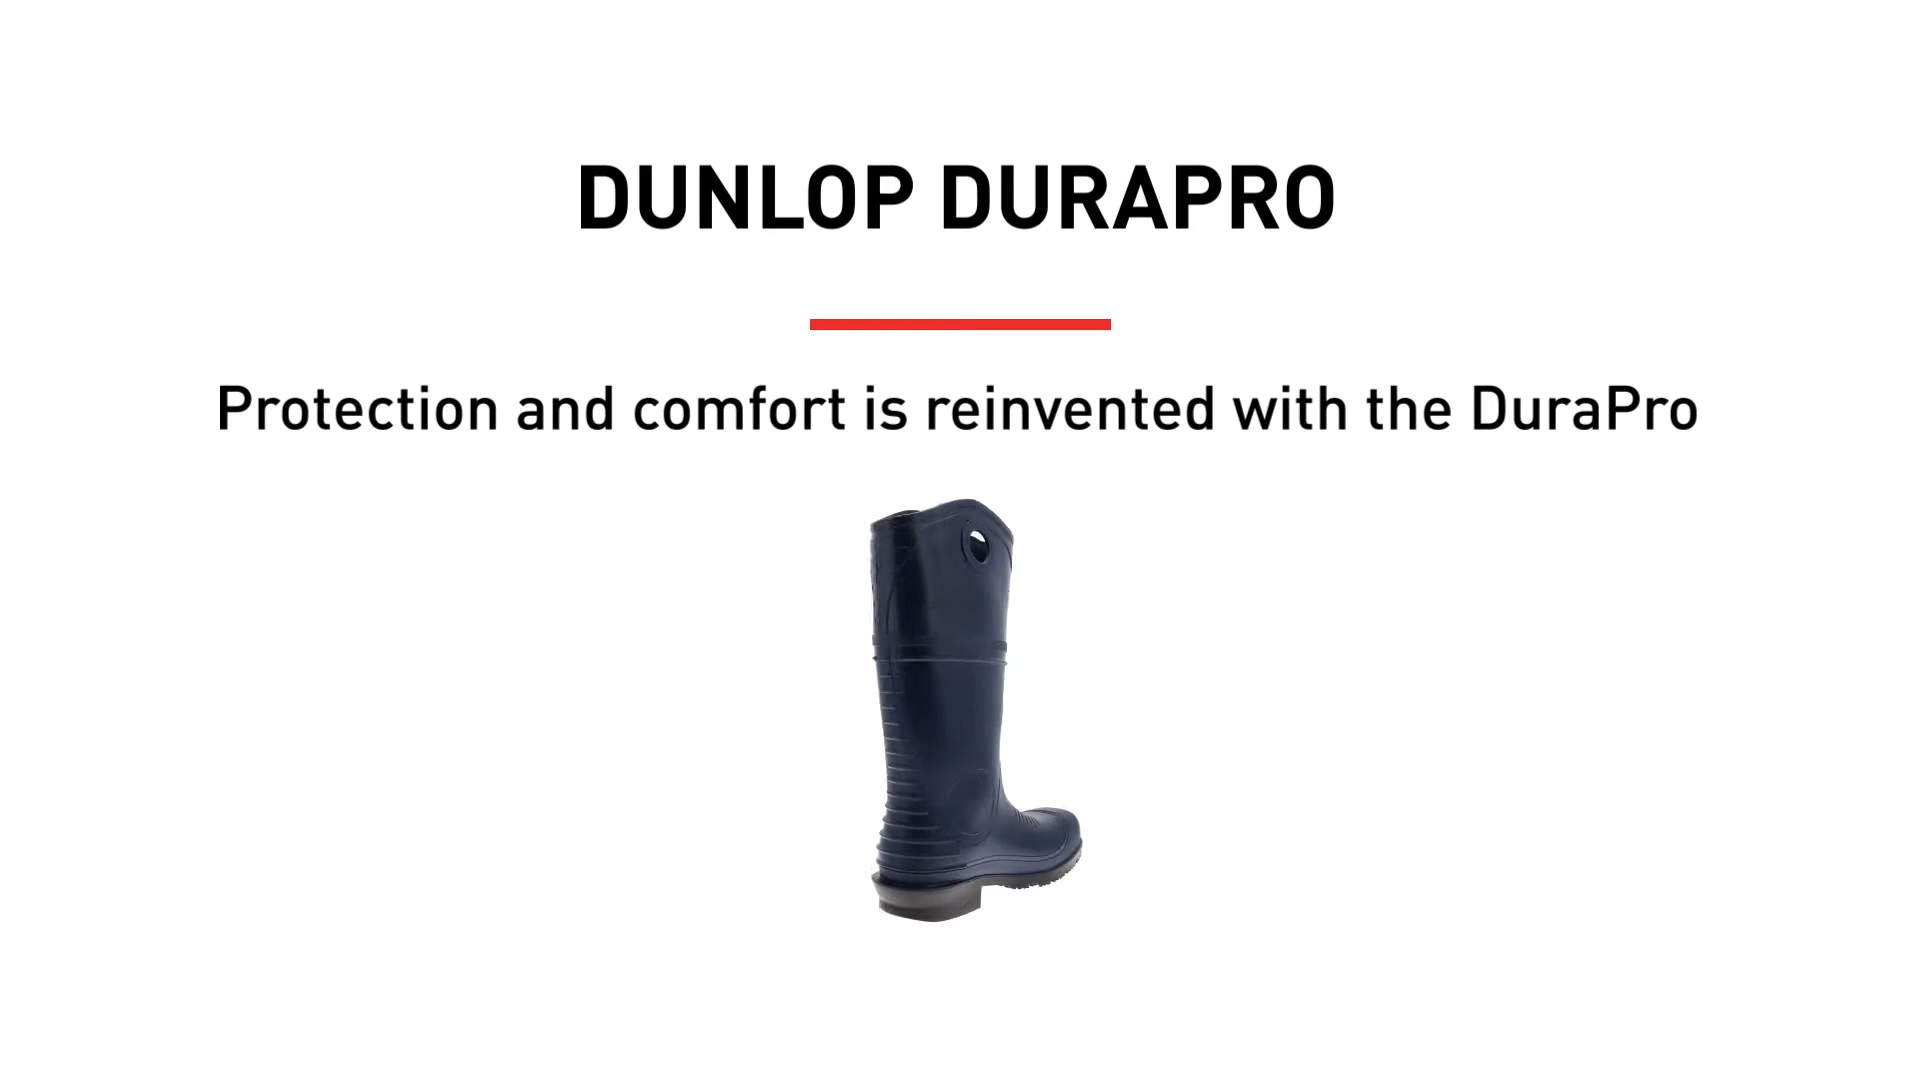 DUNLOP DURAPRO
Protection and comfort is reinvented with the DuraPro